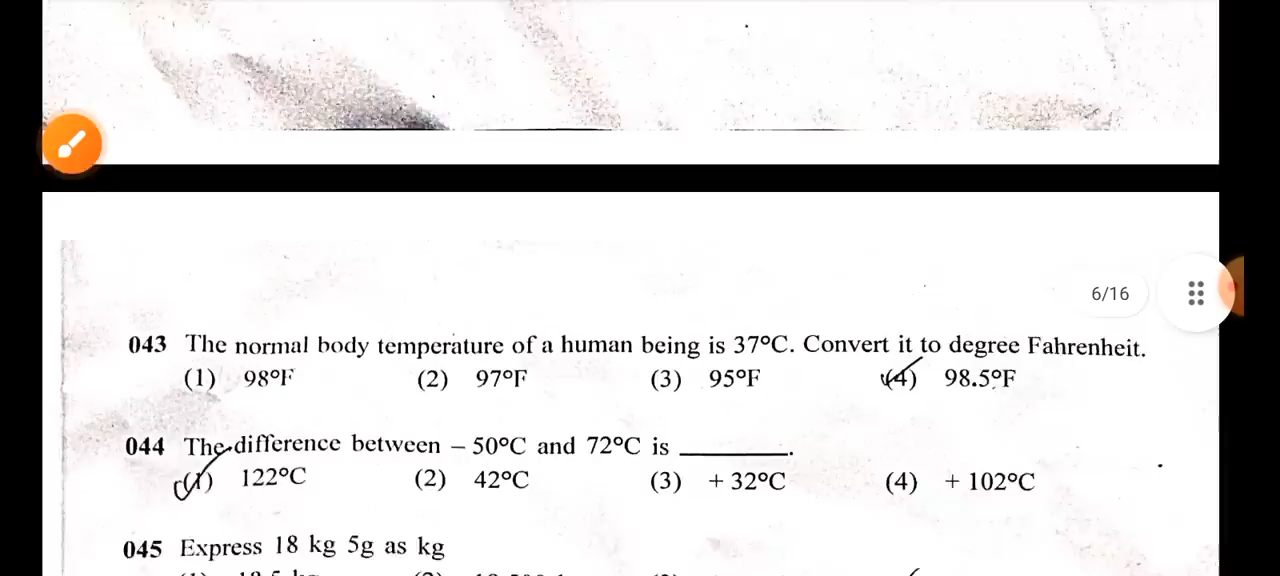 6/16
043 The normal body temperature of a human being is 37°C. Convert it to degree Fahrenheit.
(1) 98°F (2) 97°F (3) 95°F (4) 98.5°F
044 The difference between – 50°C and 72°C is ________.
(1) 122°C (2) 42°C (3) + 32°C (4) + 102°C
045 Express 18 kg 5g as kg